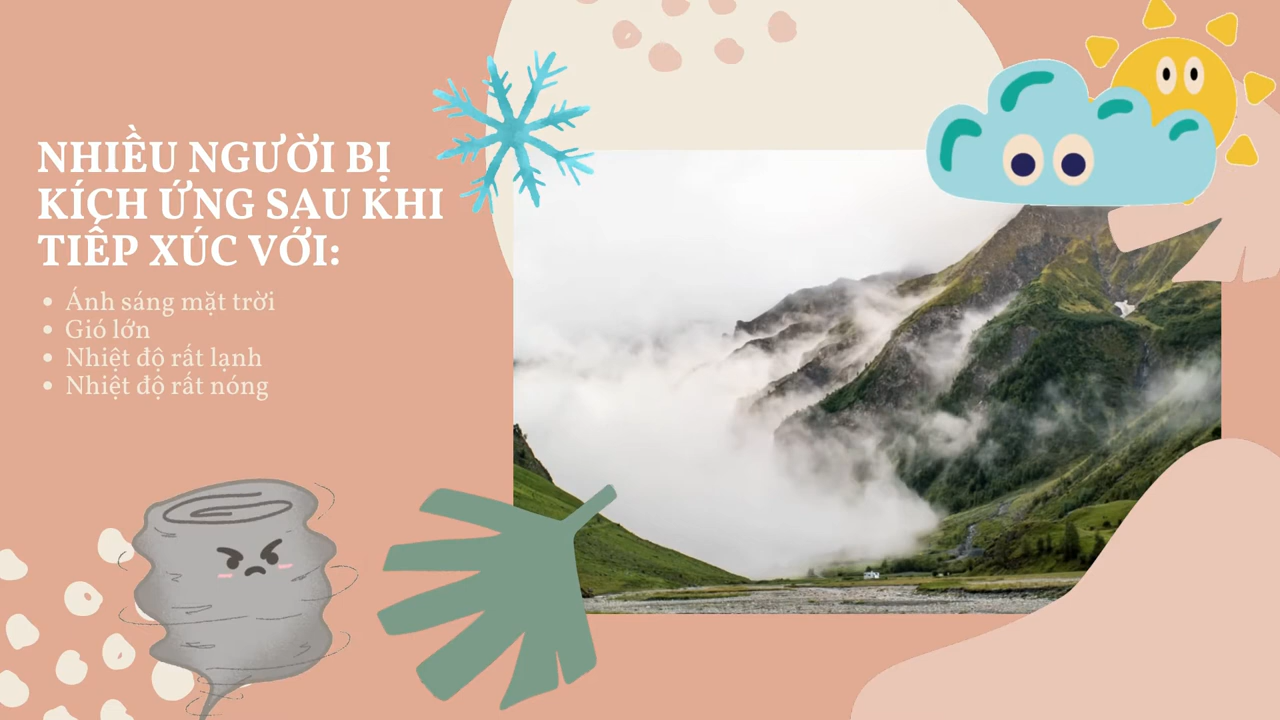 NHIỀU NGƯỜI BỊ
KÍCH ỨNG SAU KHI
TIẾP XÚC VỚI:
• Ánh sáng mặt trời
• Gió lớn
• Nhiệt độ rất lạnh
• Nhiệt độ rất nóng